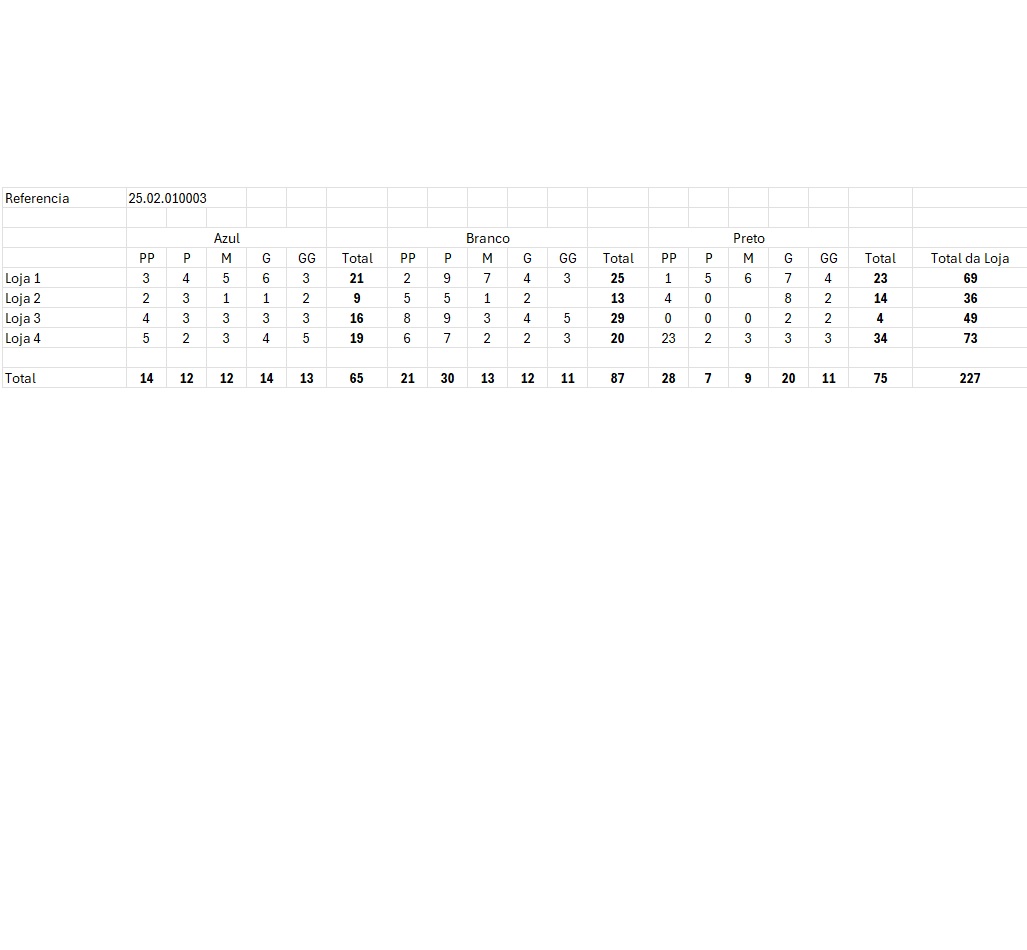 Referencia 25.02.010003
Azul Branco Preto
PP P M G GG Total PP P M G GG Total PP P M G GG Total Total da Loja
Loja 1 3 4 5 6 3 21 2 9 7 4 3 25 1 5 6 7 4 23 69
Loja 2 2 3 1 1 2 9 5 5 1 2 13 4 0 8 2 14 36
Loja 3 4 3 3 3 3 16 8 9 3 4 5 29 0 0 0 2 2 4 49
Loja 4 5 2 3 4 5 19 6 7 2 2 3 20 23 2 3 3 3 34 73
Total 14 12 12 14 13 65 21 30 13 12 11 87 28 7 9 20 11 75 227